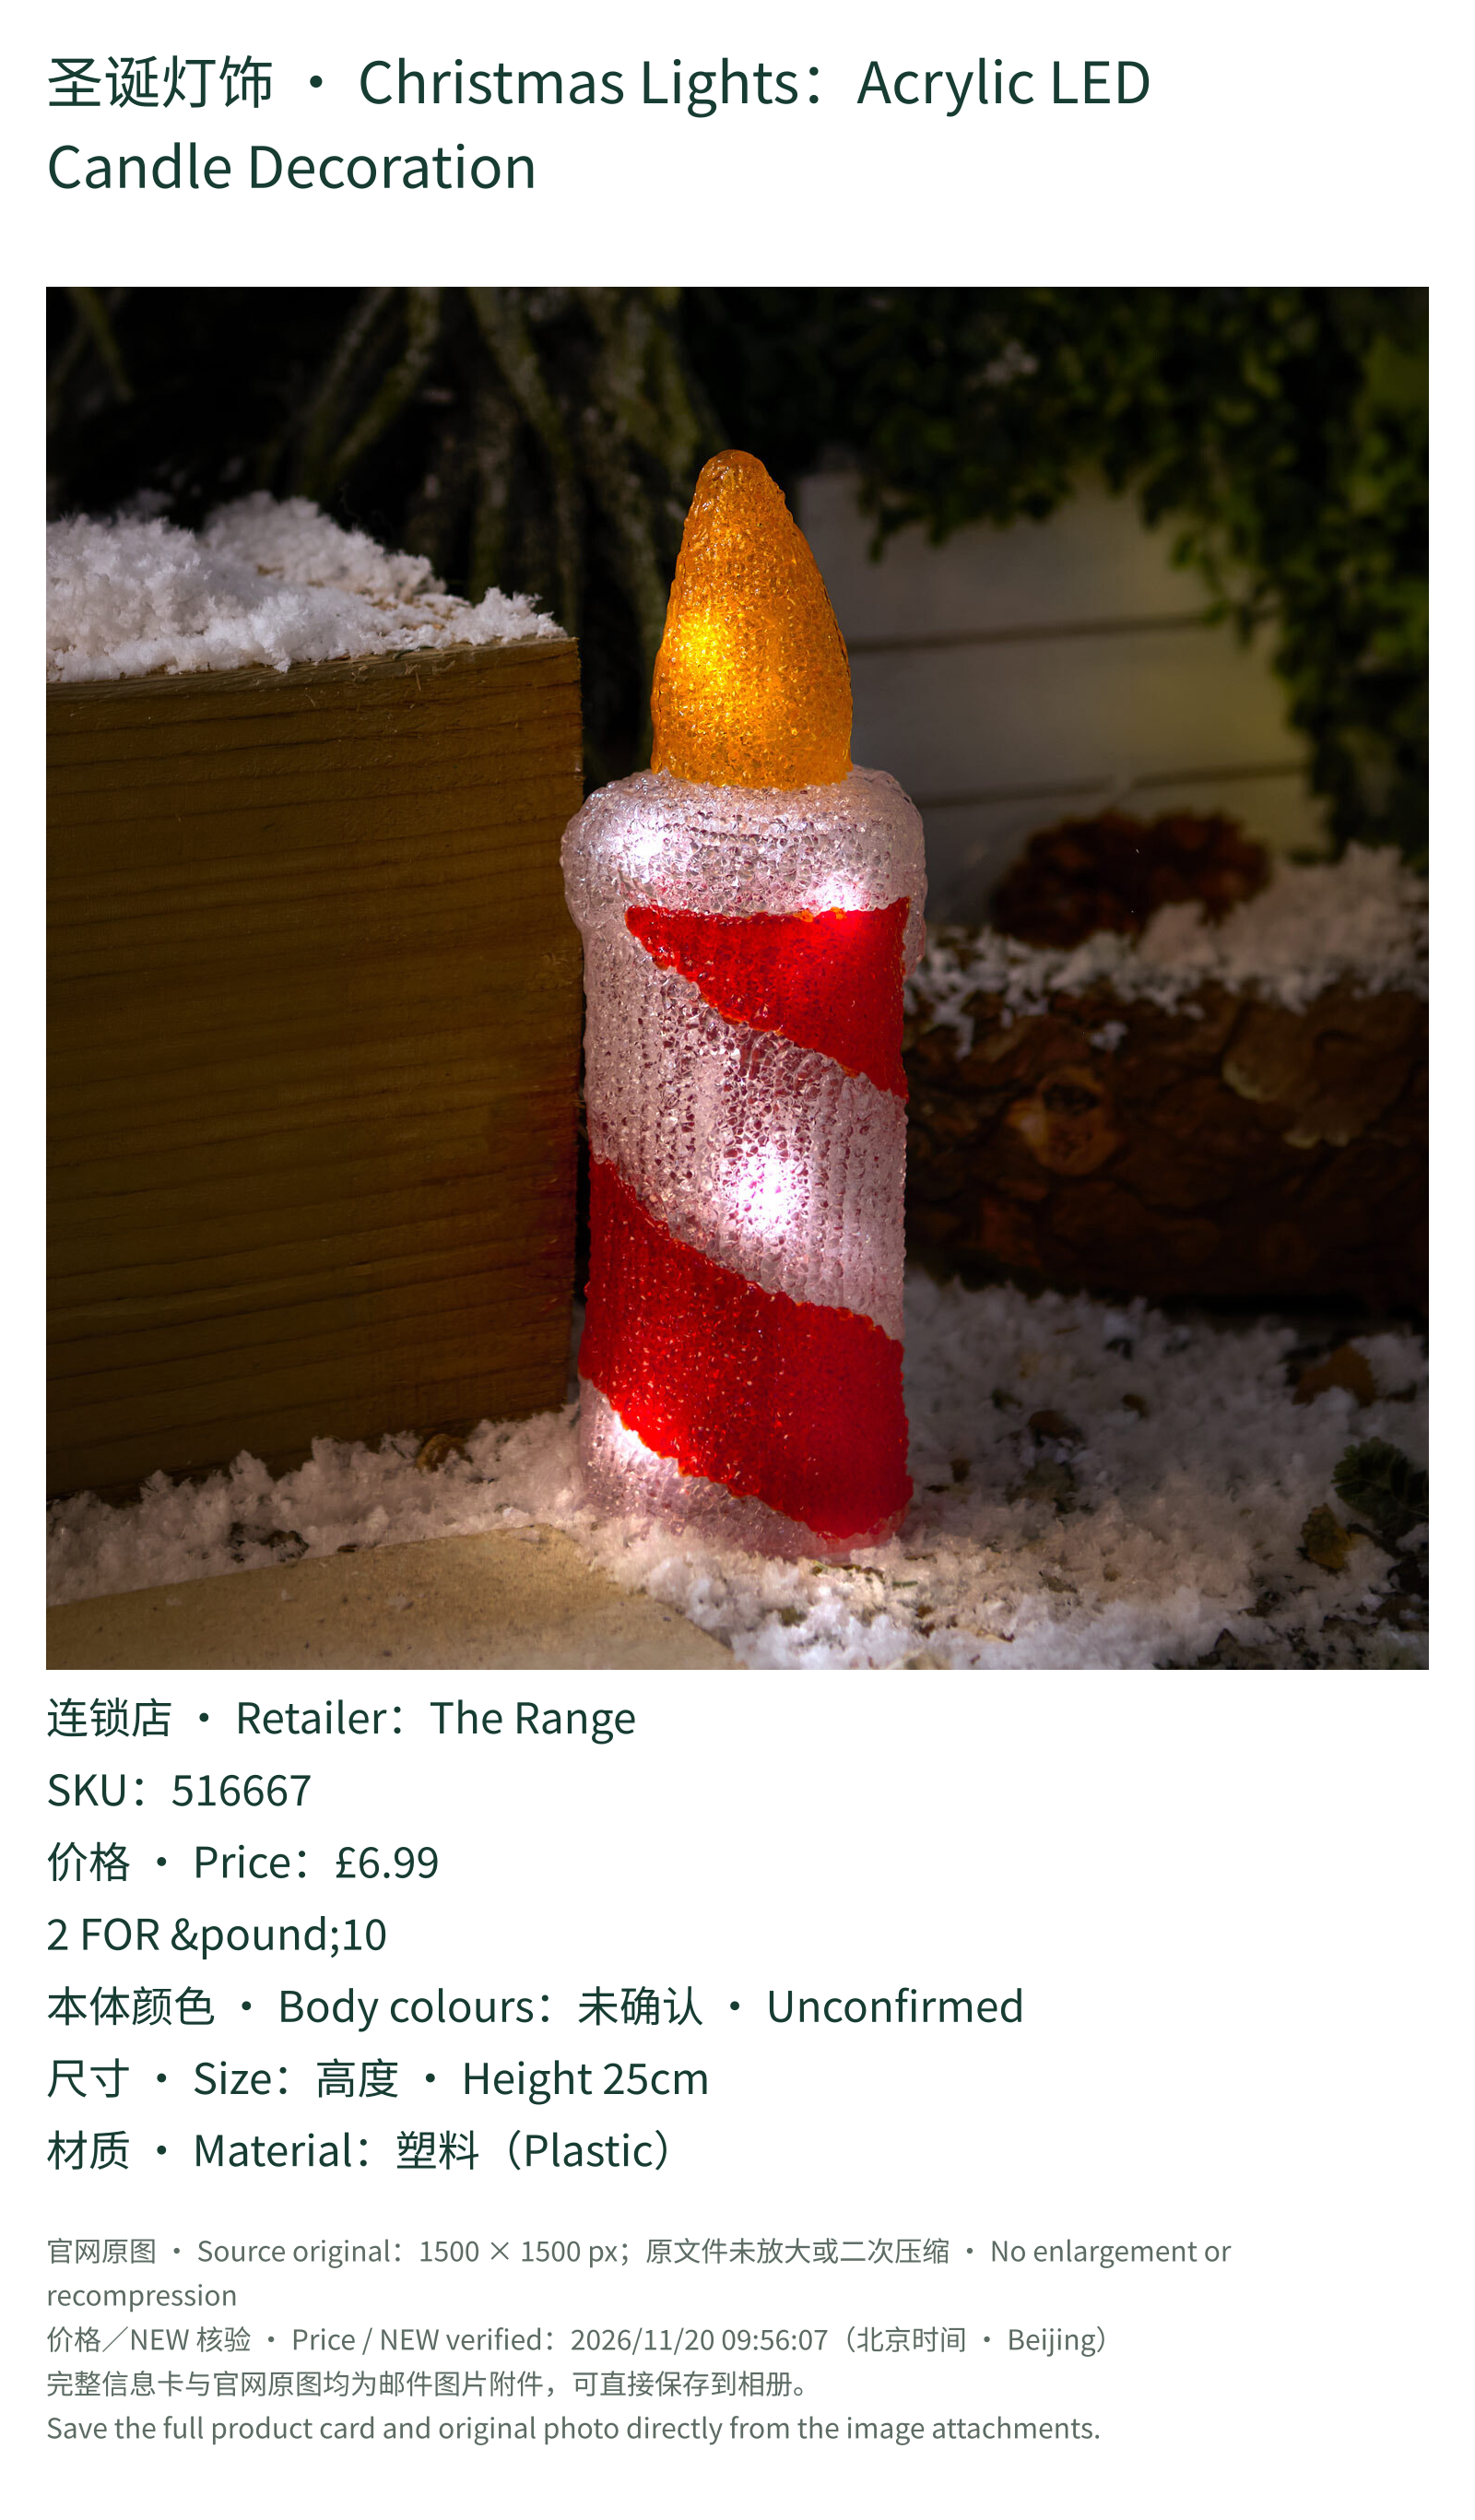 圣诞灯饰 · Christmas Lights：Acrylic LED
Candle Decoration
连锁店 · Retailer：The Range
SKU：516667
价格 · Price：£6.99
2 FOR &pound;10
本体颜色 · Body colours：未确认 · Unconfirmed
尺寸 · Size：高度 · Height 25cm
材质 · Material：塑料（Plastic）
官网原图 · Source original：1500 × 1500 px；原文件未放大或二次压缩 · No enlargement or
recompression
价格／NEW 核验 · Price / NEW verified：2026/11/20 09:56:07（北京时间 · Beijing）
完整信息卡与官网原图均为邮件图片附件，可直接保存到相册。
Save the full product card and original photo directly from the image attachments.